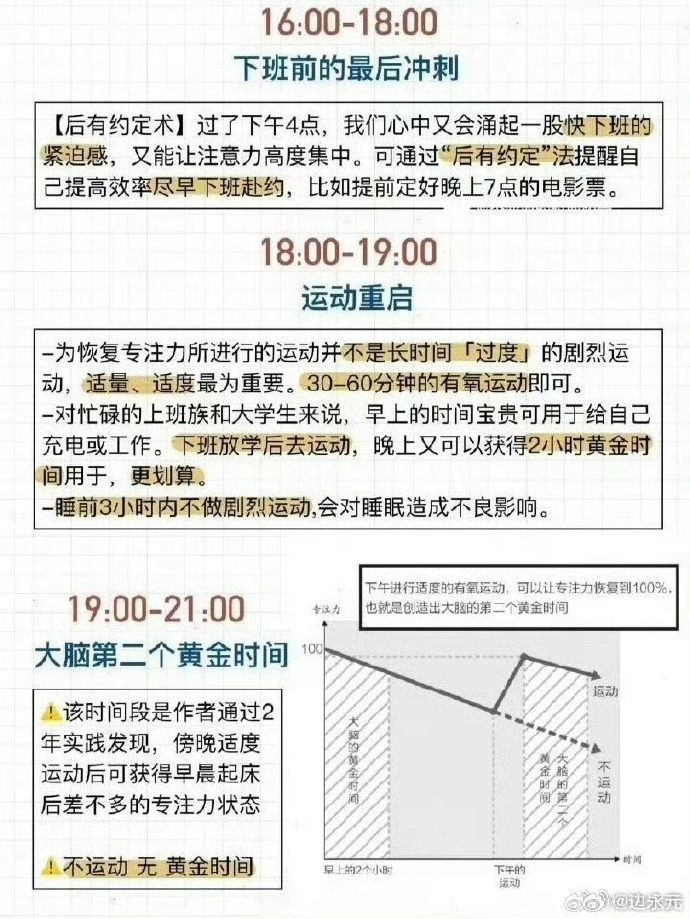 16:00-18:00
下班前的最后冲刺
【后有约定术】过了下午4点，我们心中又会涌起一股快下班的
紧迫感，又能让注意力高度集中。可通过“后有约定”法提醒自
己提高效率尽早下班赴约，比如提前定好晚上7点的电影票。
18:00-19:00
运动重启
-为恢复专注力所进行的运动并不是长时间「过度」的剧烈运
动，适量、适度最为重要。30-60分钟的有氧运动即可。
-对忙碌的上班族和大学生来说，早上的时间宝贵可用于给自己
充电或工作。下班放学后去运动，晚上又可以获得2小时黄金时
间用于，更划算。
-睡前3小时内不做剧烈运动,会对睡眠造成不良影响。
19:00-21:00
大脑第二个黄金时间
⚠️该时间段是作者通过2
年实践发现，傍晚适度
运动后可获得早晨起床
后差不多的专注力状态
⚠️不运动 无 黄金时间
下午进行适度的有氧运动，可以让专注力恢复到100%，
也就是创造出大脑的第二个黄金时间
专注力
100
运动
不运动
大脑的黄金时间
大脑的第二个
黄金时间
时间
早上的2个小时
下午的
运动
@边永元